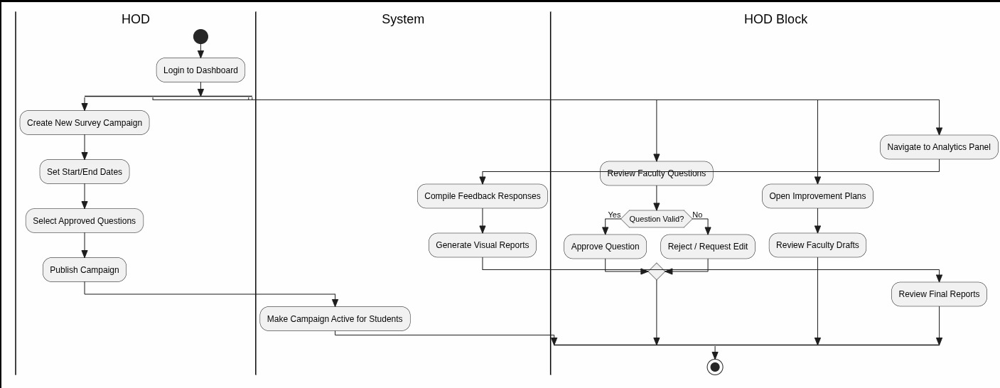 HOD
System
HOD Block
Login to Dashboard
Create New Survey Campaign
Navigate to Analytics Panel
Set Start/End Dates
Review Faculty Questions
Compile Feedback Responses
Open Improvement Plans
Yes
Question Valid?
No
Select Approved Questions
Generate Visual Reports
Approve Question
Reject / Request Edit
Review Faculty Drafts
Publish Campaign
Review Final Reports
Make Campaign Active for Students